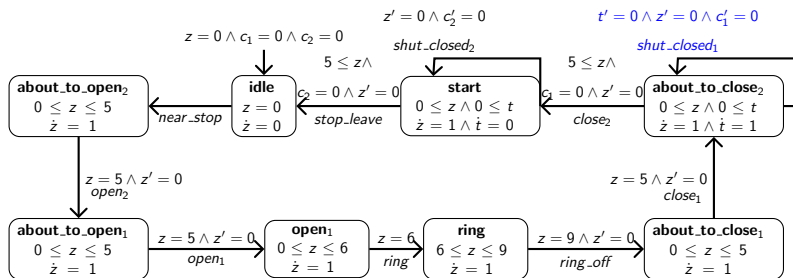 z′ = 0 ∧ c₂′ = 0
t′ = 0 ∧ z′ = 0 ∧ c₁′ = 0
z = 0 ∧ c₁ = 0 ∧ c₂ = 0
shut_closed₂
shut_closed₁
5 ≤ z∧
5 ≤ z∧
about_to_open₂
0 ≤ z ≤ 5
ż = 1
near_stop
idle
z = 0
ż = 0
c₂ = 0 ∧ z′ = 0
stop_leave
start
0 ≤ z ∧ 0 ≤ t
ż = 1 ∧ ṫ = 0
c₁ = 0 ∧ z′ = 0
close₂
about_to_close₂
0 ≤ z ∧ 0 ≤ t
ż = 1 ∧ ṫ = 1
z = 5 ∧ z′ = 0
open₂
z = 5 ∧ z′ = 0
close₁
about_to_open₁
0 ≤ z ≤ 5
ż = 1
z = 5 ∧ z′ = 0
open₁
open₁
0 ≤ z ≤ 6
ż = 1
z = 6
ring
ring
6 ≤ z ≤ 9
ż = 1
z = 9 ∧ z′ = 0
ring_off
about_to_close₁
0 ≤ z ≤ 5
ż = 1